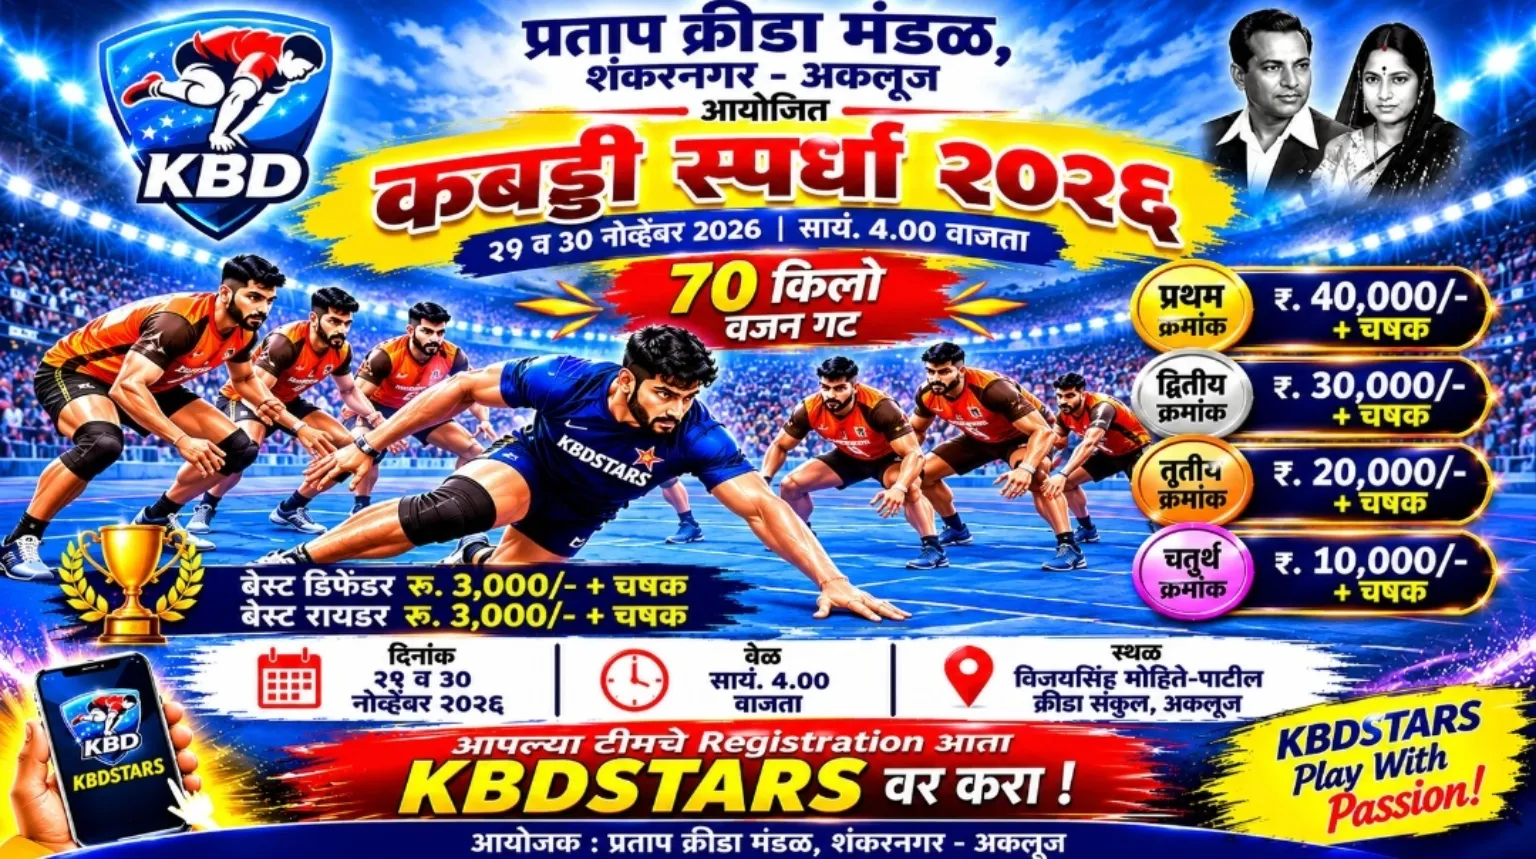 KBD
प्रताप क्रीडा मंडळ,
शंकरनगर - अकलूज
आयोजित
कबड्डी स्पर्धा २०२६
२९ व 30 नोव्हेंबर 2026 | सायं. 4.00 वाजता
70 किलो
वजन गट
प्रथम
क्रमांक
₹. 40,000/-
+ चषक
द्वितीय
क्रमांक
₹. 30,000/-
+ चषक
तृतीय
क्रमांक
₹. 20,000/-
+ चषक
चतुर्थ
क्रमांक
₹. 10,000/-
+ चषक
KBDSTARS
बेस्ट डिफेंडर रू. 3,000/- + चषक
बेस्ट रायडर रू. 3,000/- + चषक
दिनांक
२९ व 30
नोव्हेंबर २०२६
वेळ
सायं. 4.00
वाजता
स्थळ
विजयसिंह मोहिते-पाटील
क्रीडा संकुल, अकलूज
KBD
KBDSTARS
आपल्या टीमचे Registration आता
KBDSTARS वर करा !
KBDSTARS
Play With
Passion!
आयोजक : प्रताप क्रीडा मंडळ, शंकरनगर - अकलूज